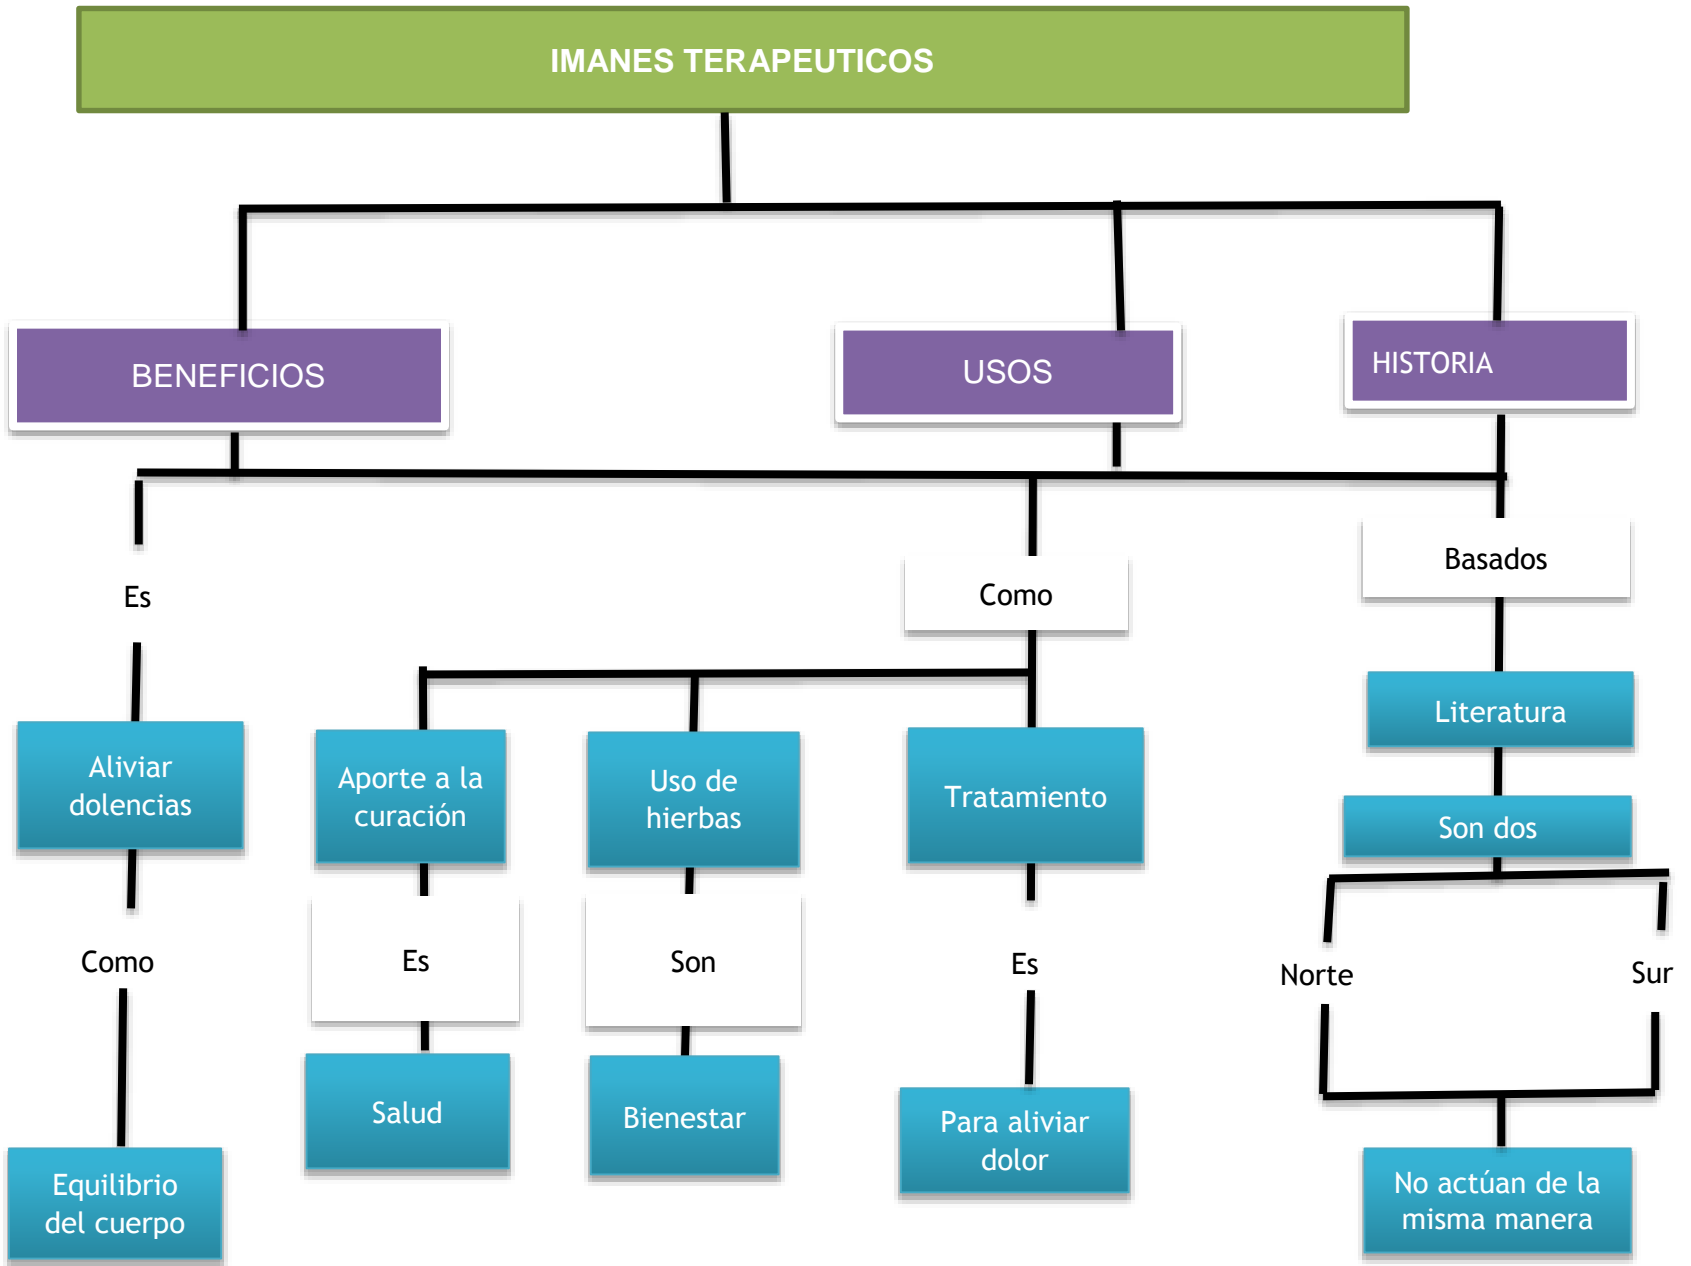 IMANES TERAPEUTICOS
BENEFICIOS
USOS
HISTORIA
Es
Como
Basados
Aliviar
dolencias
Aporte a la
curación
Uso de
hierbas
Tratamiento
Literatura
Son dos
Como
Es
Son
Es
Norte
Sur
Equilibrio
del cuerpo
Salud
Bienestar
Para aliviar
dolor
No actúan de la
misma manera